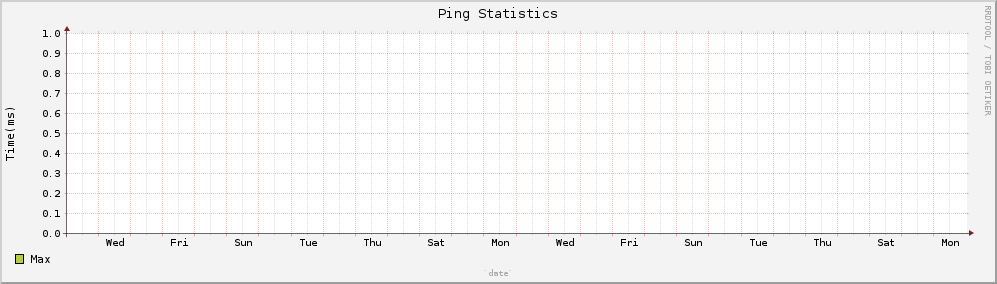 Ping Statistics
RRDTOOL / TOBI OETIKER
Time(ms)
1.0
0.9
0.8
0.7
0.6
0.5
0.4
0.3
0.2
0.1
0.0
Wed Fri Sun Tue Thu Sat Mon Wed Fri Sun Tue Thu Sat Mon
Max
`date`